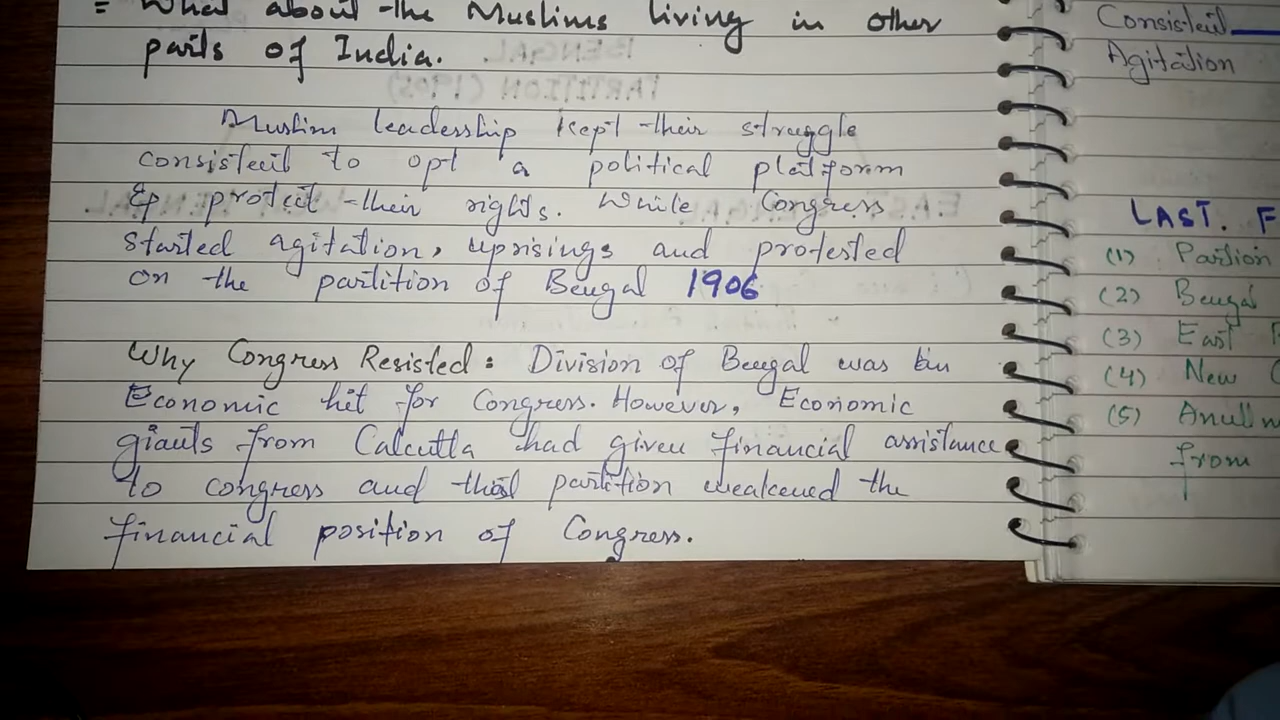 = What about the Muslims living in other
parts of India.
Muslim leadership kept their struggle
consistent to opt a political platform
& protect their rights. While Congress
started agitation, uprisings and protested
on the partition of Bengal 1906
Why Congress Resisted: Division of Bengal was
Economic hit for Congress. However, Economic
giants from Calcutta had given financial assistance
to congress and partition weakened the
financial position of Congress.
Consistent
Agitation
LAST. F
(1) Partion
(2) Bengal
(3) East
(4) New
(5)
from
BENGAL
PARTITION (1905)
EAST